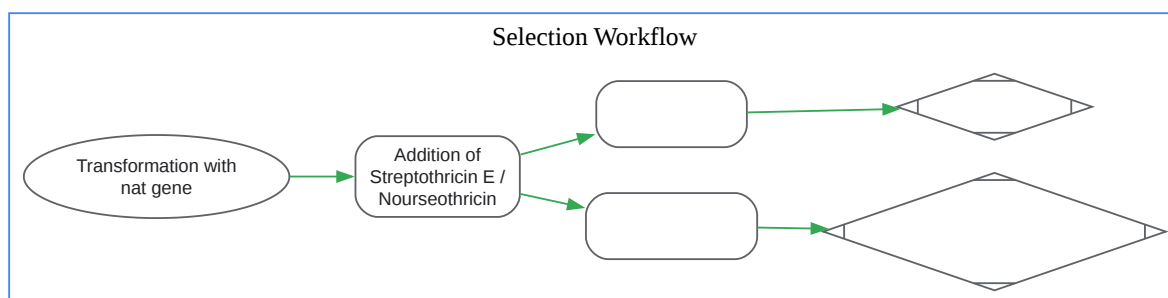 Selection Workflow
Transformation with
nat gene
Addition of
Streptothricin E /
Nourseothricin